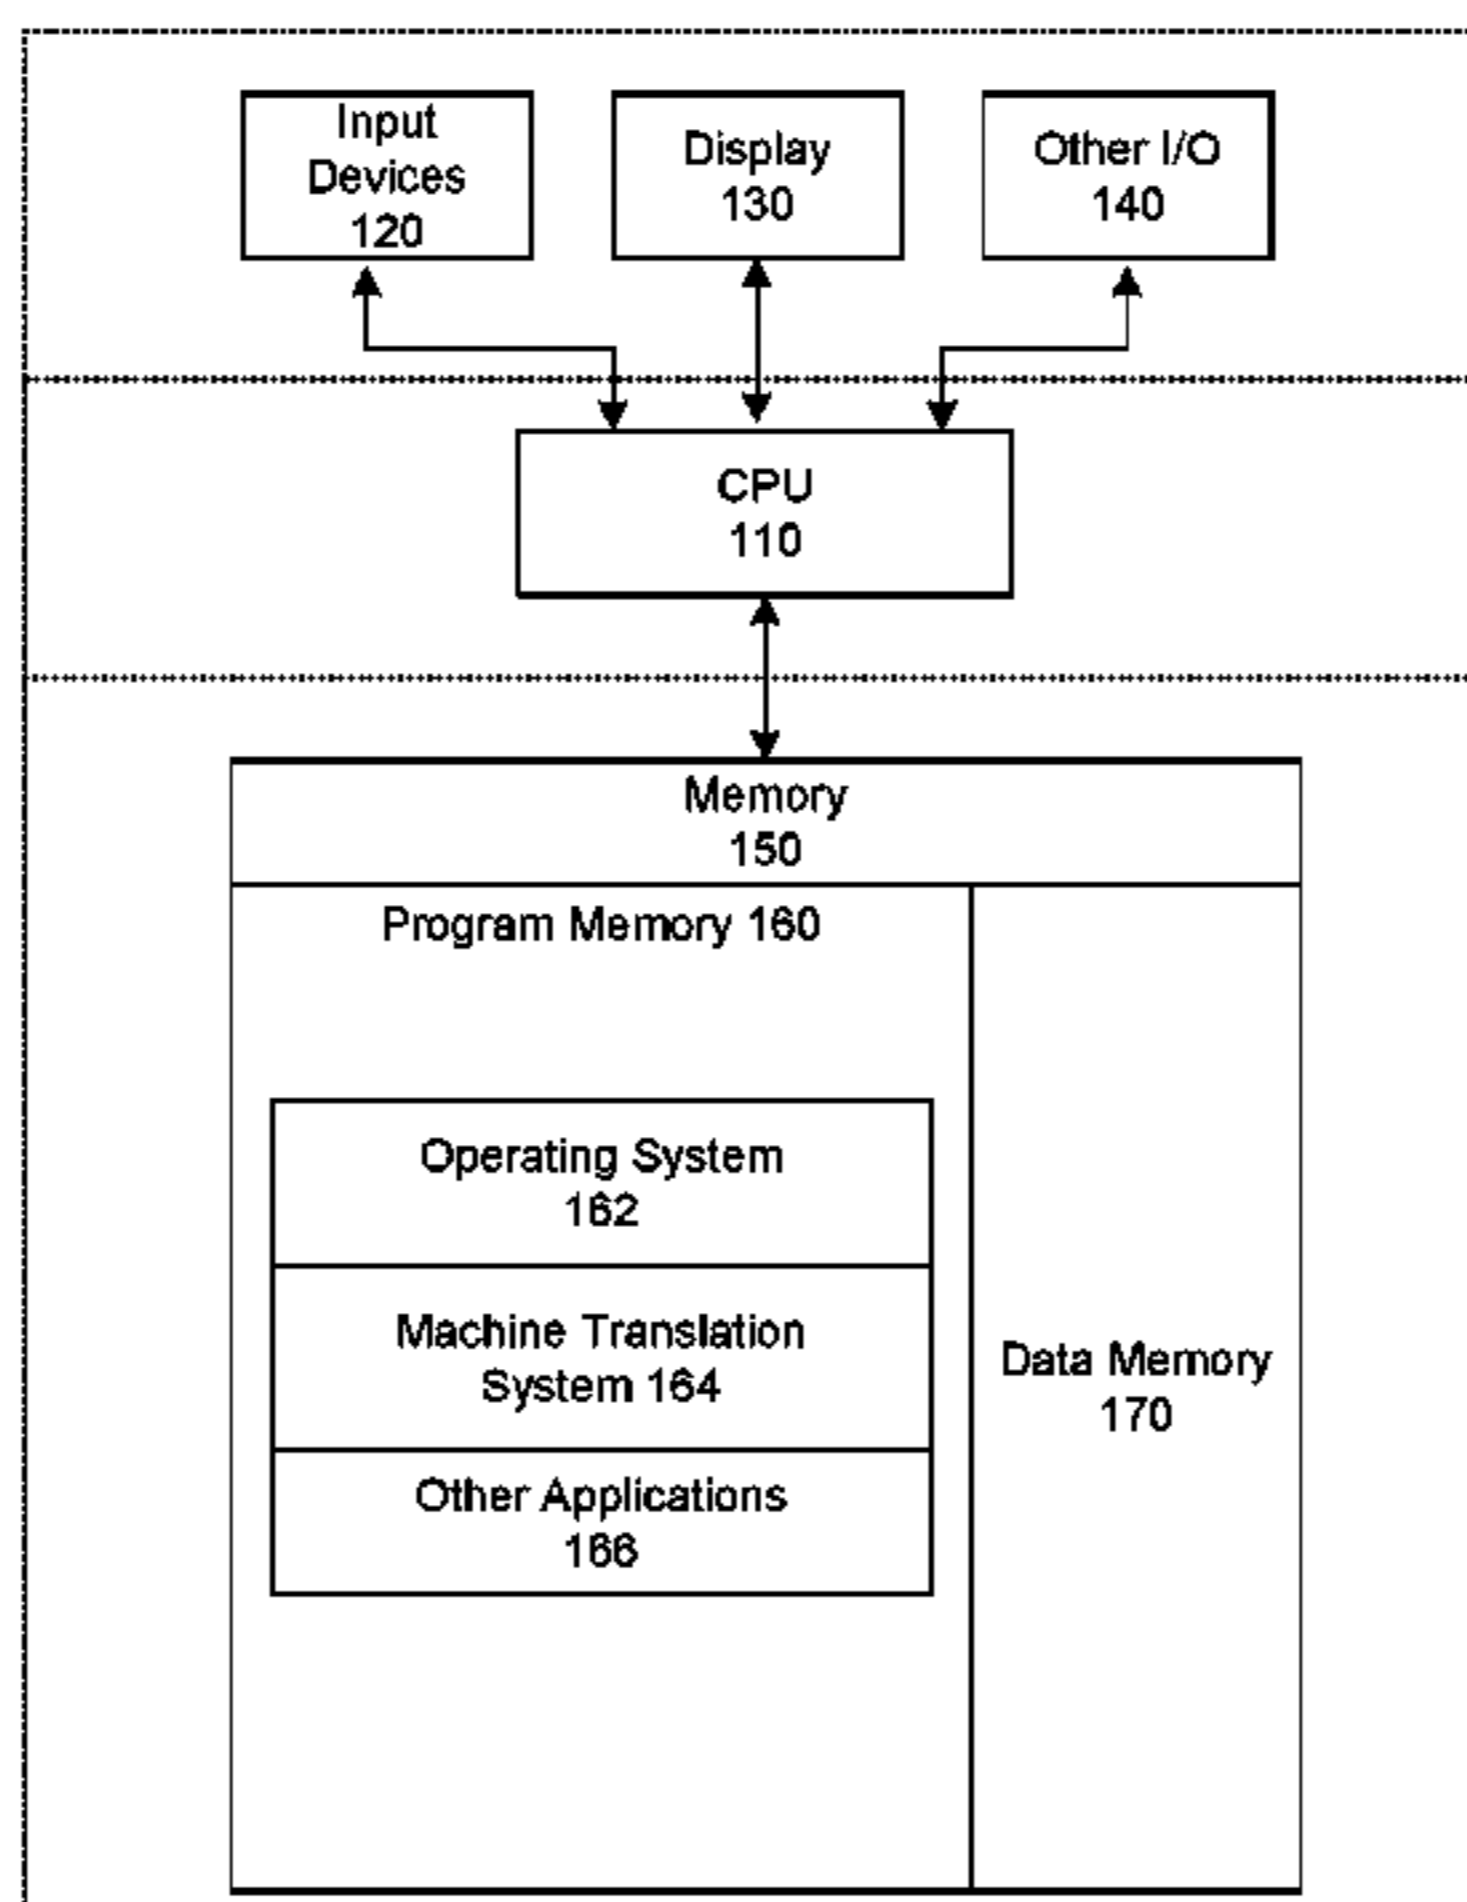 Input
Devices
120
Display
130
Other I/O
140
CPU
110
Memory
150
Program Memory 160
Operating System
162
Machine Translation
System 164
Other Applications
166
Data Memory
170